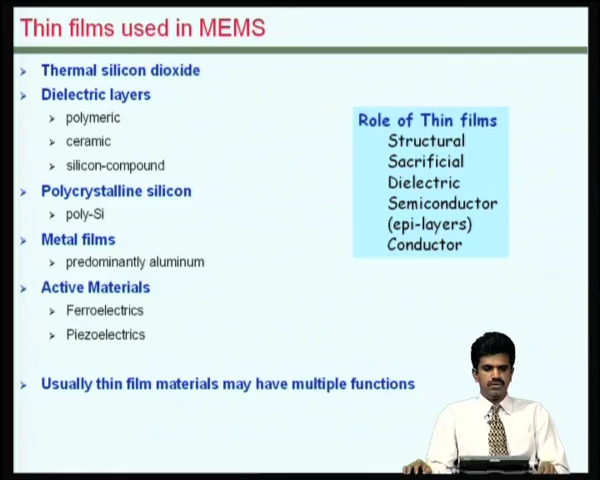 Thin films used in MEMS
Thermal silicon dioxide
Dielectric layers
polymeric
ceramic
silicon-compound
Polycrystalline silicon
poly-Si
Metal films
predominantly aluminum
Active Materials
Ferroelectrics
Piezoelectrics
Usually thin film materials may have multiple functions
Role of Thin films
Structural
Sacrificial
Dielectric
Semiconductor
(epi-layers)
Conductor